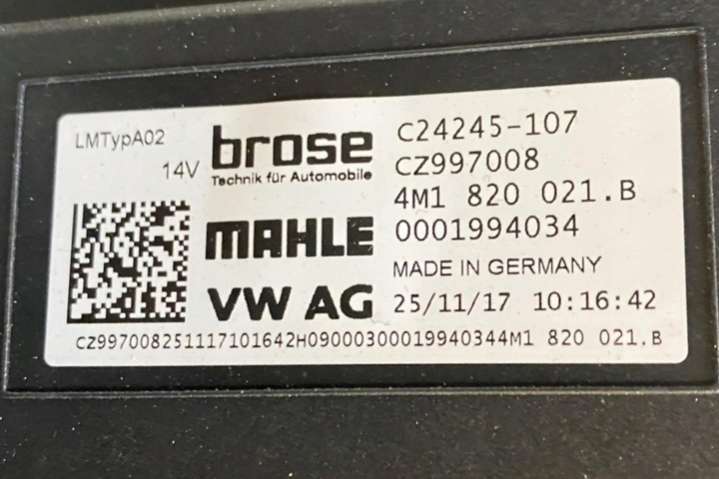 LMTypA02
14V
brose
Technik für Automobile
MAHLE
VW AG
C24245-107
CZ997008
4M1 820 021.B
0001994034
MADE IN GERMANY
25/11/17 10:16:42
CZ997008251117101642H09000300019940344M1 820 021.B